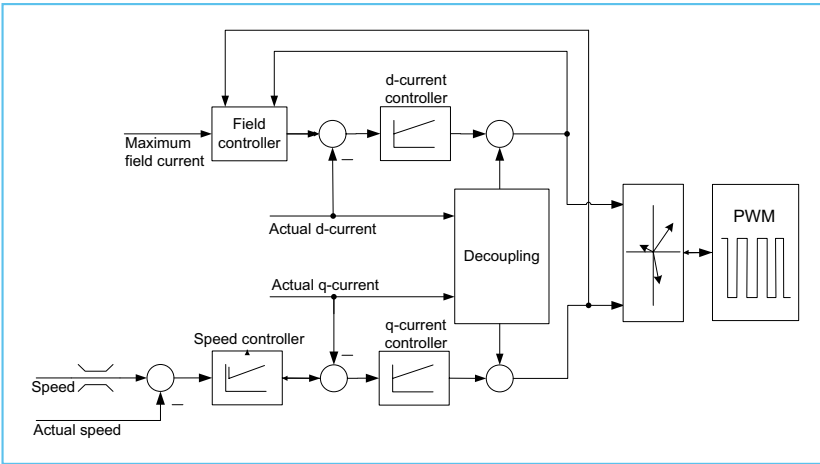 d-current
controller
Field
controller
Maximum
field current
PWM
Actual d-current
Decoupling
Actual q-current
Speed controller
q-current
controller
Speed
Actual speed